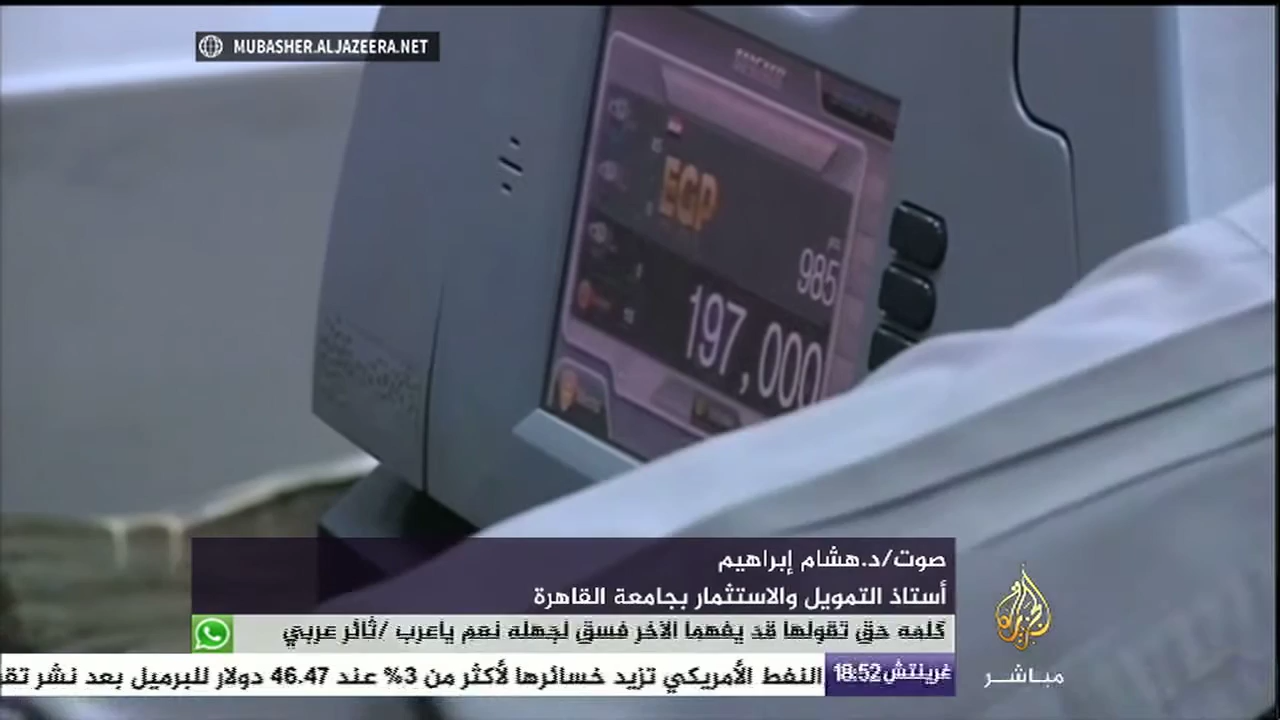 MUBASHER.ALJAZEERA.NET
EGP
985
197,000
صوت/د.هشام إبراهيم
أستاذ التمويل والاستثمار بجامعة القاهرة
كلمه حق تقولها قد يفهما الاخر فسق لجهله نعم ياعرب /ثائر عربي
غرينتش 18:52
النفط الأمريكي تزيد خسائرها لأكثر من 3% عند 46.47 دولار للبرميل بعد نشر تقر
الجزيرة
مباشر